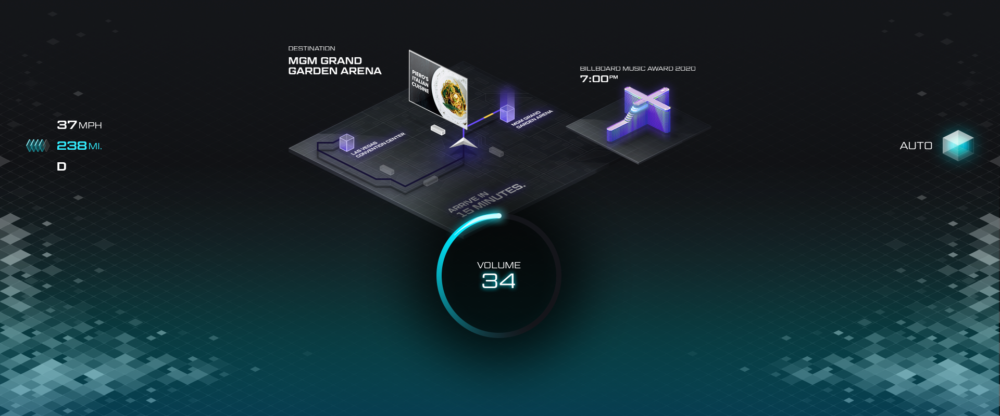 DESTINATION
MGM GRAND
GARDEN ARENA
PIERO'S
ITALIAN
CUISINE
BILLBOARD MUSIC AWARD 2020
7:00PM
MGM GRAND
GARDEN ARENA
LAS VEGAS
CONVENTION CENTER
37 MPH
238 MI.
D
AUTO
ARRIVE IN
15 MINUTES.
VOLUME
34